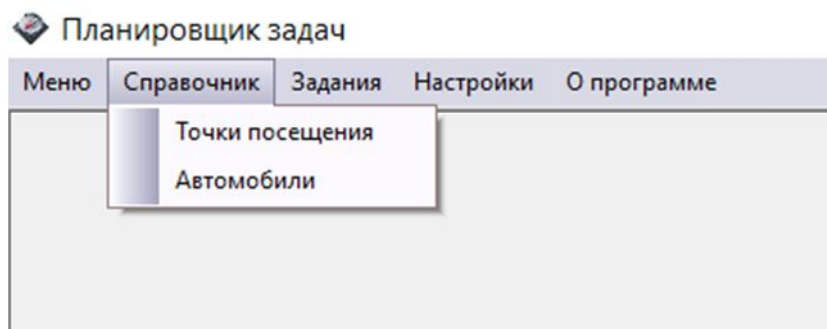 Планировщик задач
Меню Справочник Задания Настройки О программе
Точки посещения
Автомобили